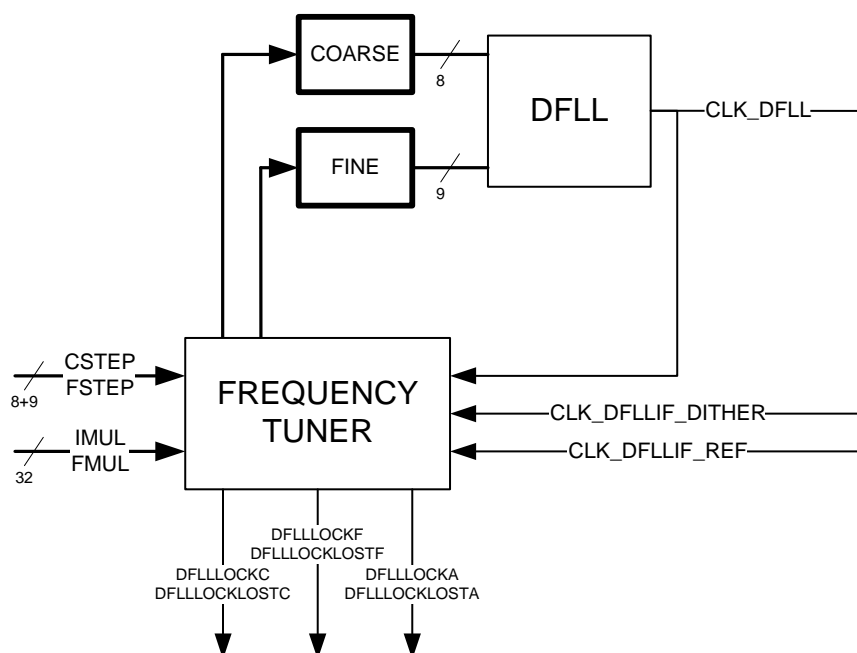 COARSE
8
DFLL
CLK_DFLL
FINE
9
CSTEP
FSTEP
8+9
FREQUENCY
TUNER
CLK_DFLLIF_DITHER
IMUL
FMUL
32
CLK_DFLLIF_REF
DFLLLOCKF
DFLLLOCKLOSTF
DFLLLOCKC
DFLLLOCKLOSTC
DFLLLOCKA
DFLLLOCKLOSTA